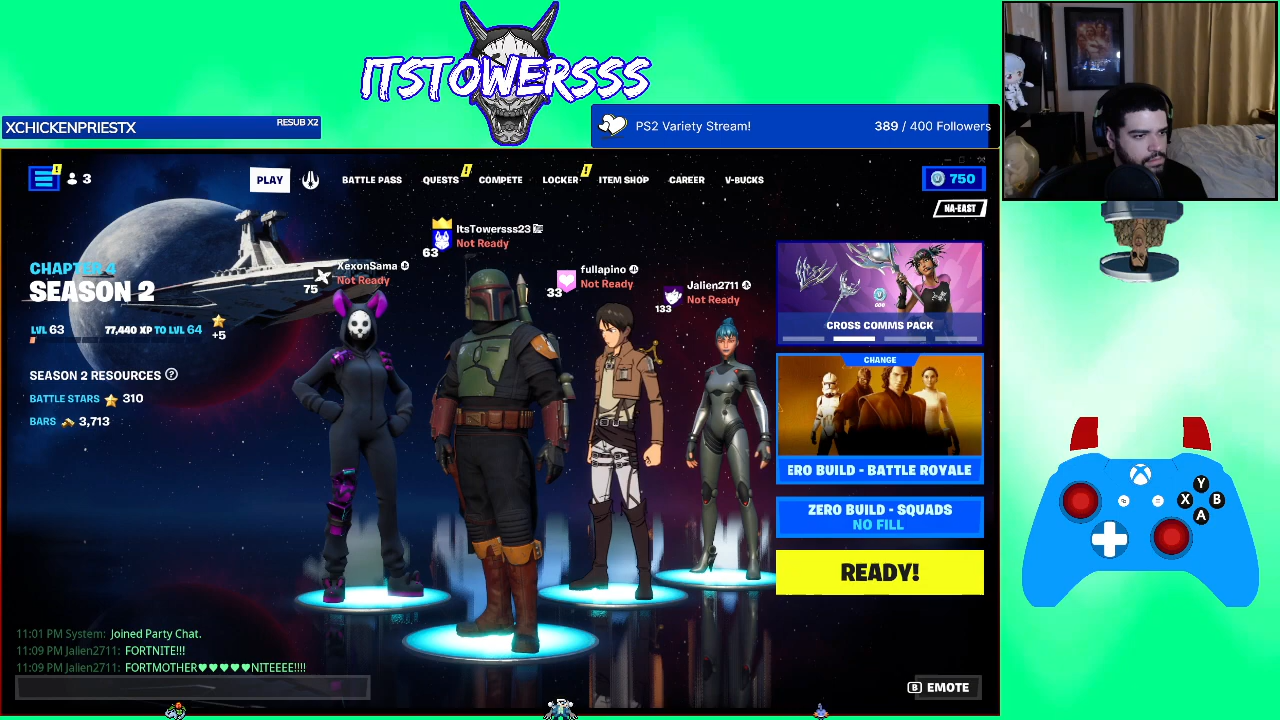 ITSTOWERSSS
XCHICKENPRIESTX
RESUB X2
PS2 Variety Stream!
389 / 400 Followers
3
PLAY
BATTLE PASS
QUESTS
COMPETE
LOCKER
ITEM SHOP
CAREER
V-BUCKS
750
NA-EAST
CHAPTER 4
SEASON 2
LVL 63
77,440 XP TO LVL 64
+5
SEASON 2 RESOURCES ?
BATTLE STARS 310
BARS 3,713
ItsTowersss23
Not Ready
63
XexonSama
Not Ready
75
fullapino
Not Ready
33
Jalien2711
Not Ready
133
CROSS COMMS PACK
CHANGE
ERO BUILD - BATTLE ROYALE
ZERO BUILD - SQUADS
NO FILL
READY!
11:01 PM System: Joined Party Chat.
11:09 PM Jalien2711: FORTNITE!!!
11:09 PM Jalien2711: FORTMOTHER♥♥♥♥♥NITEEEE!!!!
B EMOTE
Y
X
B
A